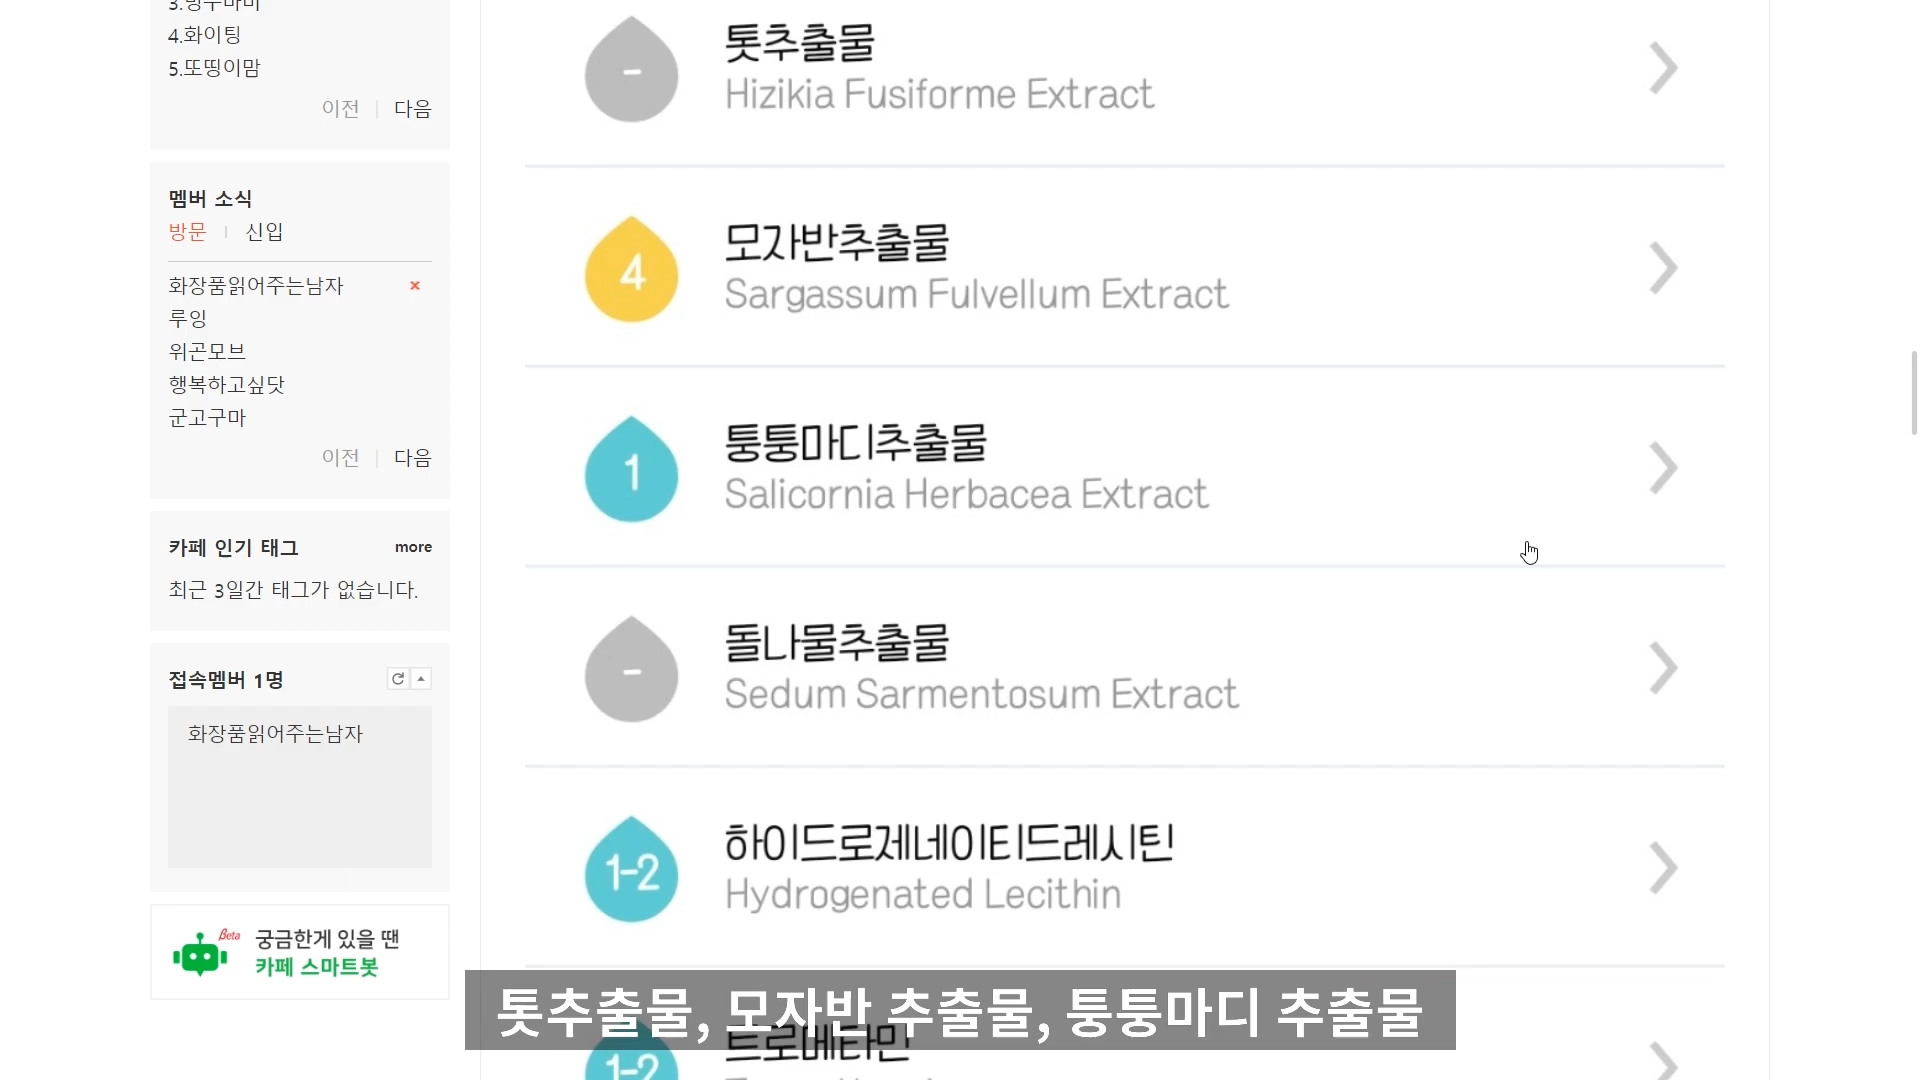 4.화이팅
5.또띵이맘
이전 | 다음
멤버 소식
방문 | 신입
화장품읽어주는남자
루잉
위곤모브
행복하고싶닷
군고구마
이전 | 다음
카페 인기 태그 more
최근 3일간 태그가 없습니다.
접속멤버 1명
화장품읽어주는남자
Beta
궁금한게 있을 땐
카페 스마트봇
-
톳추출물
Hizikia Fusiforme Extract
4
모자반추출물
Sargassum Fulvellum Extract
1
퉁퉁마디추출물
Salicornia Herbacea Extract
-
돌나물추출물
Sedum Sarmentosum Extract
1-2
하이드로제네이티드레시틴
Hydrogenated Lecithin
1-2
트로메타민
톳추출물, 모자반 추출물, 퉁퉁마디 추출물